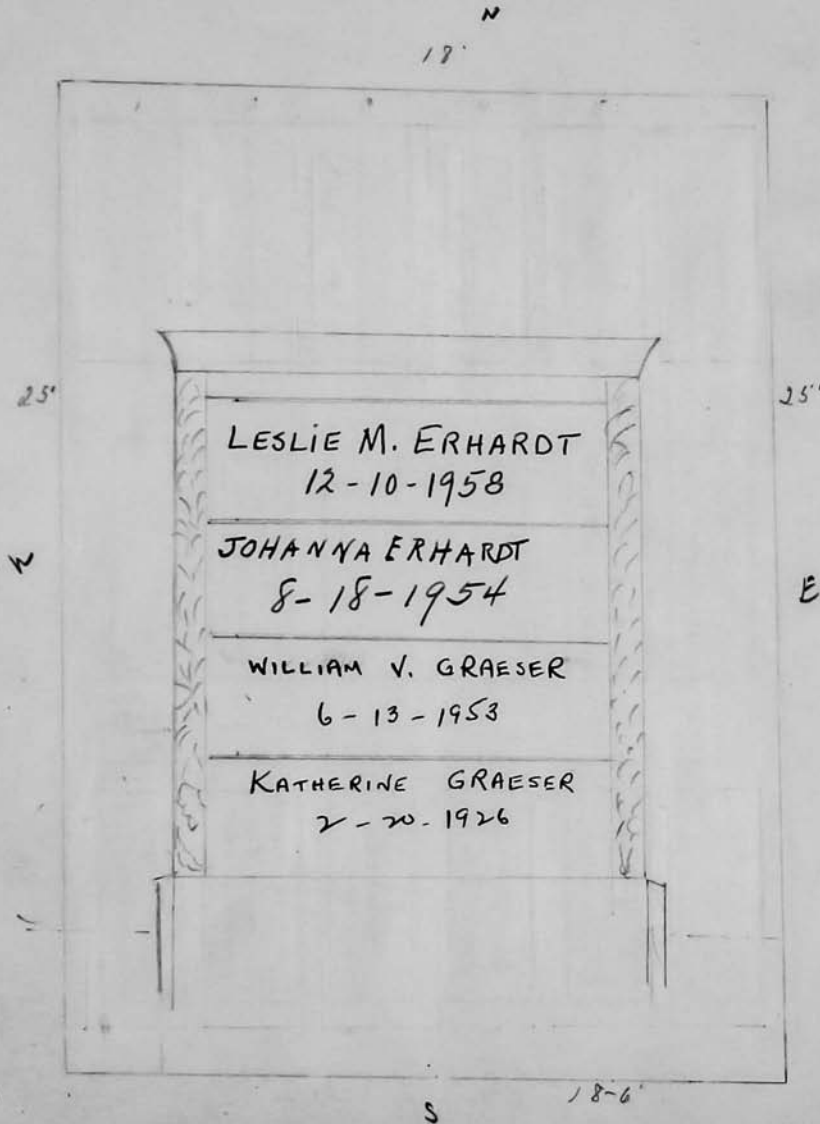 N
18'
25'
25'
LESLIE M. ERHARDT
12-10-1958
JOHANNA ERHARDT
8-18-1954
W
E
WILLIAM V. GRAESER
6-13-1953
KATHERINE GRAESER
2-20-1926
18-6'
S